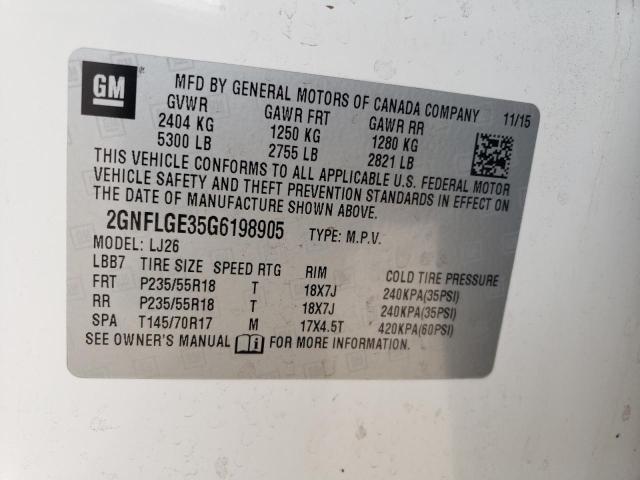 GM
MFD BY GENERAL MOTORS OF CANADA COMPANY 11/15
GVWR GAWR FRT GAWR RR
2404 KG 1250 KG 1280 KG
5300 LB 2755 LB 2821 LB
THIS VEHICLE CONFORMS TO ALL APPLICABLE U.S. FEDERAL MOTOR
VEHICLE SAFETY AND THEFT PREVENTION STANDARDS IN EFFECT ON
THE DATE OF MANUFACTURE SHOWN ABOVE.
2GNFLGE35G6198905 TYPE: M.P.V.
MODEL: LJ26
LBB7 TIRE SIZE SPEED RTG RIM COLD TIRE PRESSURE
FRT P235/55R18 T 18X7J 240KPA(35PSI)
RR P235/55R18 T 18X7J 240KPA(35PSI)
SPA T145/70R17 M 17X4.5T 420KPA(60PSI)
SEE OWNER'S MANUAL FOR MORE INFORMATION.